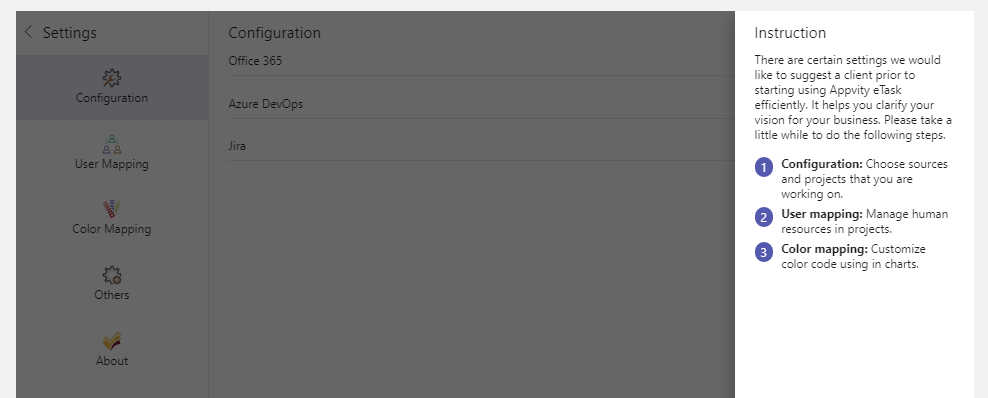 Settings
Configuration
User Mapping
Color Mapping
Others
About
Configuration
Office 365
Azure DevOps
Jira
Instruction
There are certain settings we would
like to suggest a client prior to
starting using Appvity eTask
efficiently. It helps you clarify your
vision for your business. Please take a
little while to do the following steps.
1 Configuration: Choose sources
and projects that you are
working on.
2 User mapping: Manage human
resources in projects.
3 Color mapping: Customize
color code using in charts.